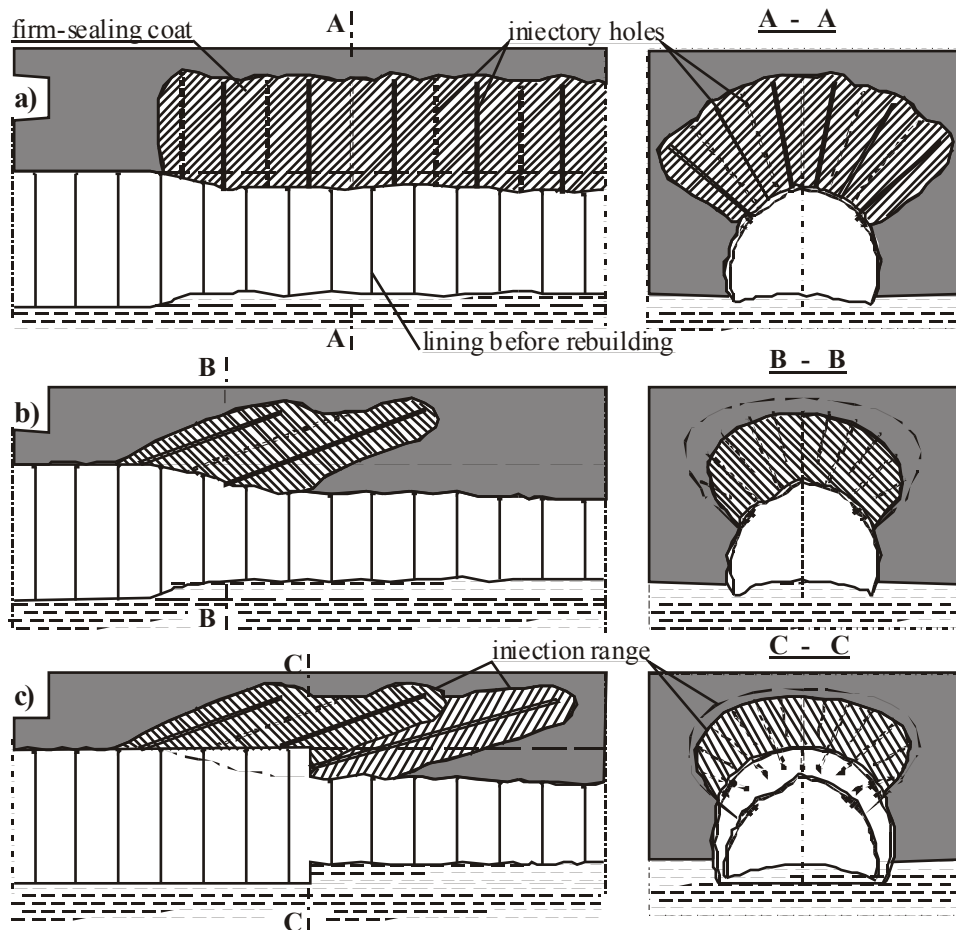 firm-sealing coat
A
iniectory holes
A - A
a)
A
lining before rebuilding
B
B - B
b)
B
C
iniection range
C - C
c)
C